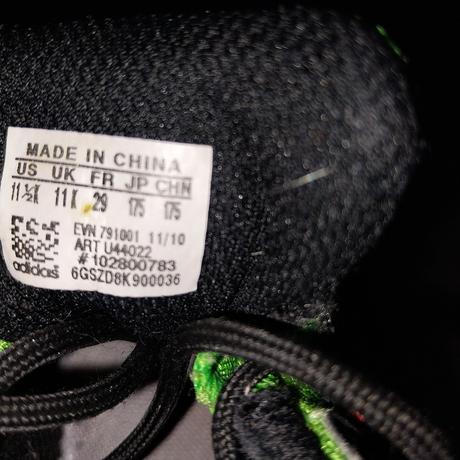 MADE IN CHINA
US UK FR JP CHN
11½K 11K 29 175 175
EVN 791001 11/10
ART U44022
#102800783
adidas 6GSZD8K900036